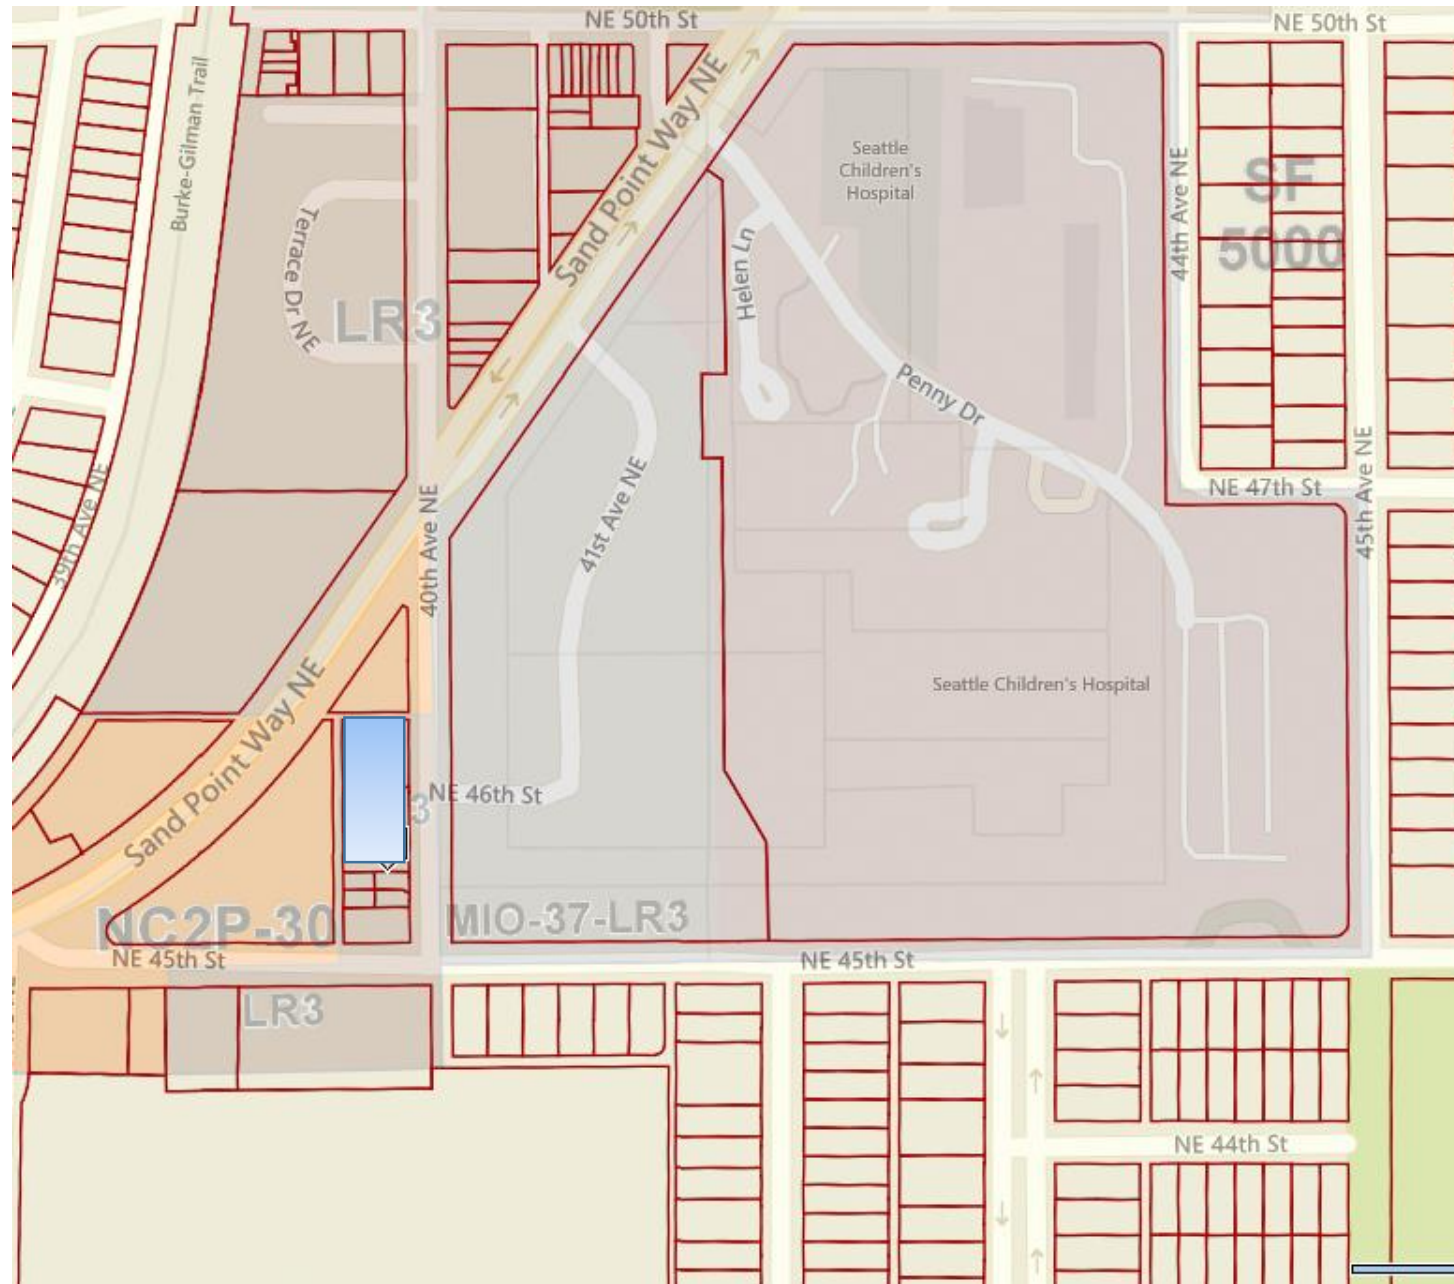 NE 50th St
NE 50th St
Burke-Gilman Trail
Sand Point Way NE
Seattle
Children's
Hospital
44th Ave NE
SF
5000
Terrace Dr NE
Helen Ln
LR3
Penny Dr
45th Ave NE
NE 47th St
39th Ave NE
40th Ave NE
41st Ave NE
Seattle Children's Hospital
Sand Point Way NE
3
NE 46th St
NC2P-30
MIO-37-LR3
NE 45th St
NE 45th St
LR3
NE 44th St